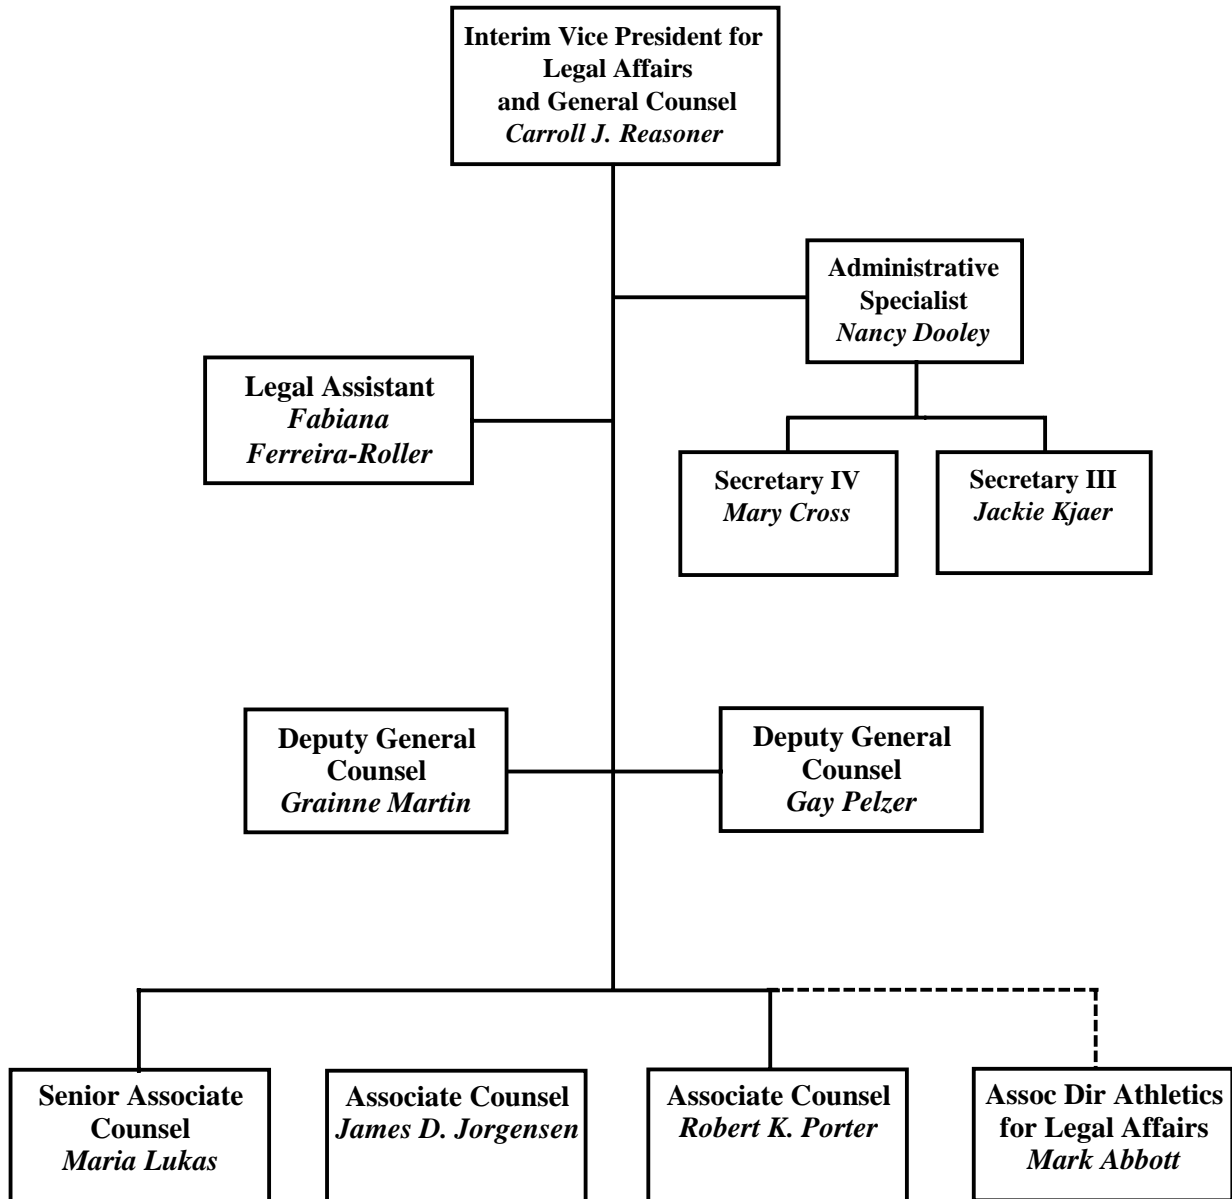 Interim Vice President for
Legal Affairs
and General Counsel
Carroll J. Reasoner
Administrative
Specialist
Nancy Dooley
Legal Assistant
Fabiana
Ferreira-Roller
Secretary IV
Mary Cross
Secretary III
Jackie Kjaer
Deputy General
Counsel
Grainne Martin
Deputy General
Counsel
Gay Pelzer
Senior Associate
Counsel
Maria Lukas
Associate Counsel
James D. Jorgensen
Associate Counsel
Robert K. Porter
Assoc Dir Athletics
for Legal Affairs
Mark Abbott